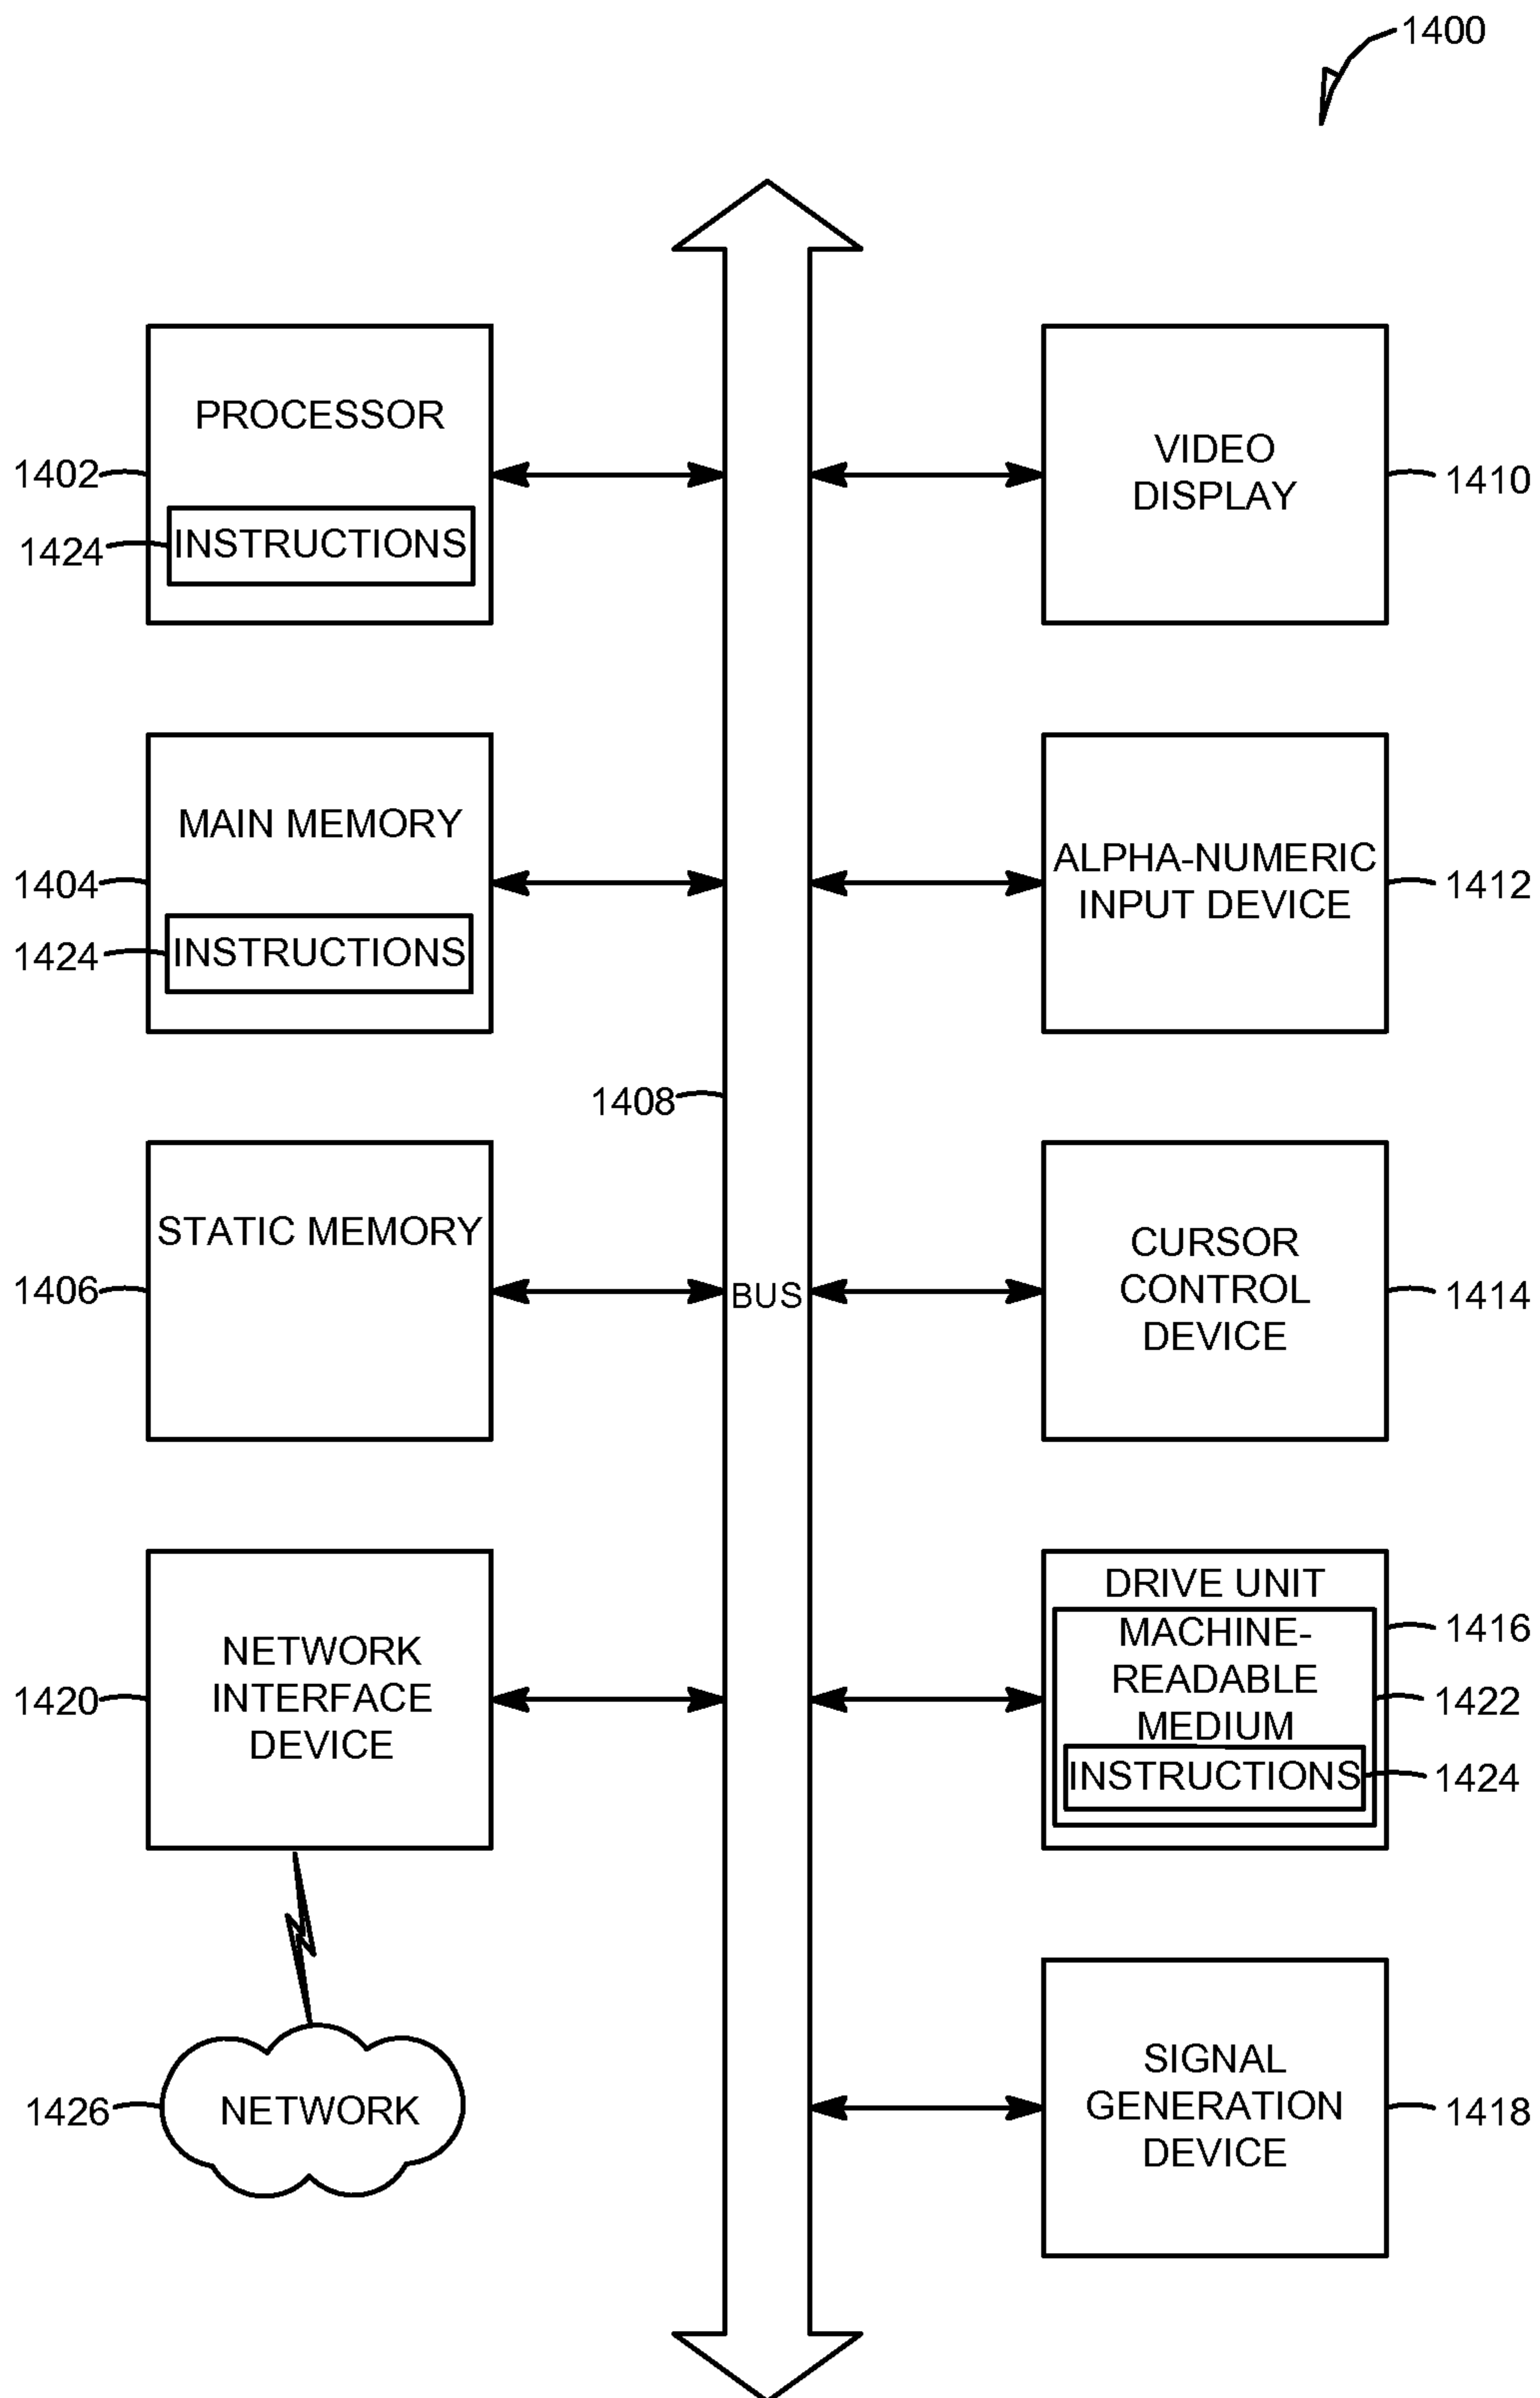 1400
PROCESSOR
1402
1424
INSTRUCTIONS
VIDEO
DISPLAY
1410
MAIN MEMORY
1404
1424
INSTRUCTIONS
ALPHA-NUMERIC
INPUT DEVICE
1412
1408
BUS
STATIC MEMORY
1406
CURSOR
CONTROL
DEVICE
1414
NETWORK
INTERFACE
DEVICE
1420
DRIVE UNIT
1416
MACHINE-
READABLE
MEDIUM
1422
INSTRUCTIONS
1424
1426
NETWORK
SIGNAL
GENERATION
DEVICE
1418